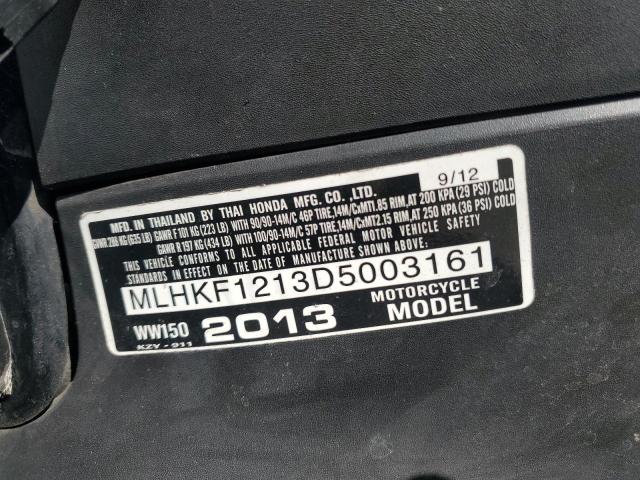 MFD. IN THAILAND BY THAI HONDA MFG. CO. ,LTD. 9/12
GVWR 288 KG (635 LB) GAWR F 101 KG (223 LB) WITH 90/90-14M/C 46P TIRE,14M/CxMT1.85 RIM,AT 200 KPA (29 PSI) COLD
GAWR R 197 KG (434 LB) WITH 100/90-14M/C 57P TIRE,14M/CxMT2.15 RIM,AT 250 KPA (36 PSI) COLD
THIS VEHICLE CONFORMS TO ALL APPLICABLE FEDERAL MOTOR VEHICLE SAFETY
STANDARDS IN EFFECT ON THE DATE OF MANUFACTURE SHOWN ABOVE.
MLHKF1213D5003161
WW150 2013 MOTORCYCLE MODEL
KZY - 911